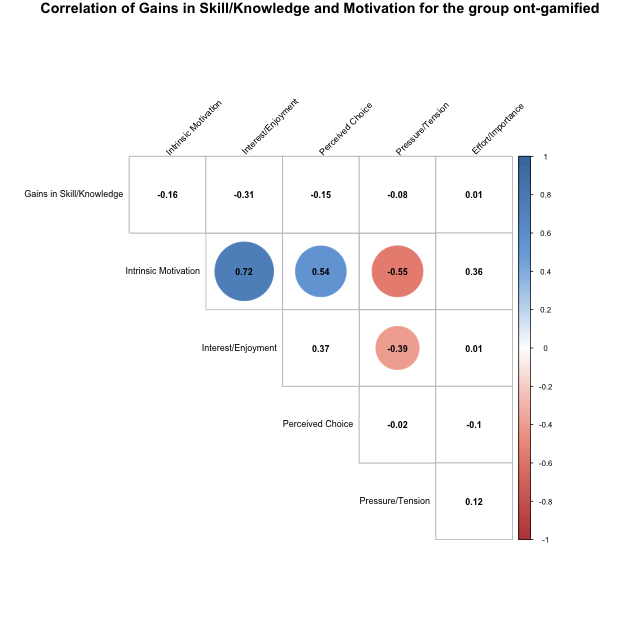 Correlation of Gains in Skill/Knowledge and Motivation for the group ont-gamified
Intrinsic Motivation
Interest/Enjoyment
Perceived Choice
Pressure/Tension
Effort/Importance
Gains in Skill/Knowledge -0.16 -0.31 -0.15 -0.08 0.01
Intrinsic Motivation 0.72 0.54 -0.55 0.36
Interest/Enjoyment 0.37 -0.39 0.01
Perceived Choice -0.02 -0.1
Pressure/Tension 0.12
1
0.8
0.6
0.4
0.2
0
-0.2
-0.4
-0.6
-0.8
-1